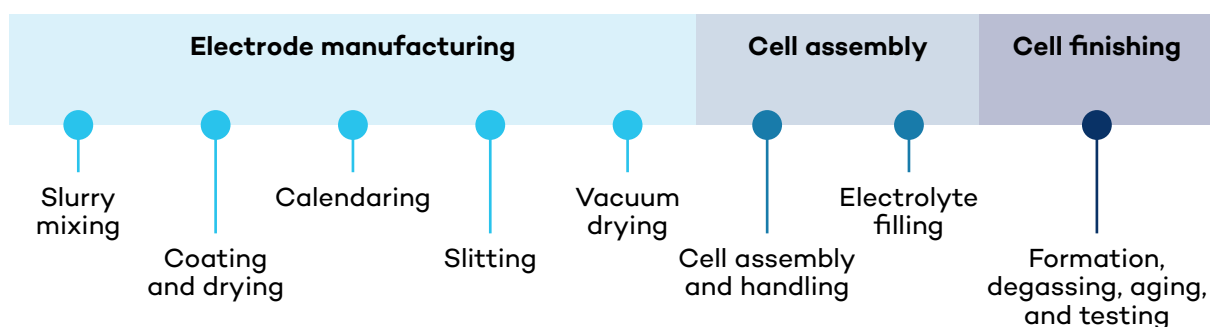 Electrode manufacturing
Cell assembly
Cell finishing
Slurry
mixing
Coating
and drying
Calendaring
Slitting
Vacuum
drying
Cell assembly
and handling
Electrolyte
filling
Formation,
degassing, aging,
and testing